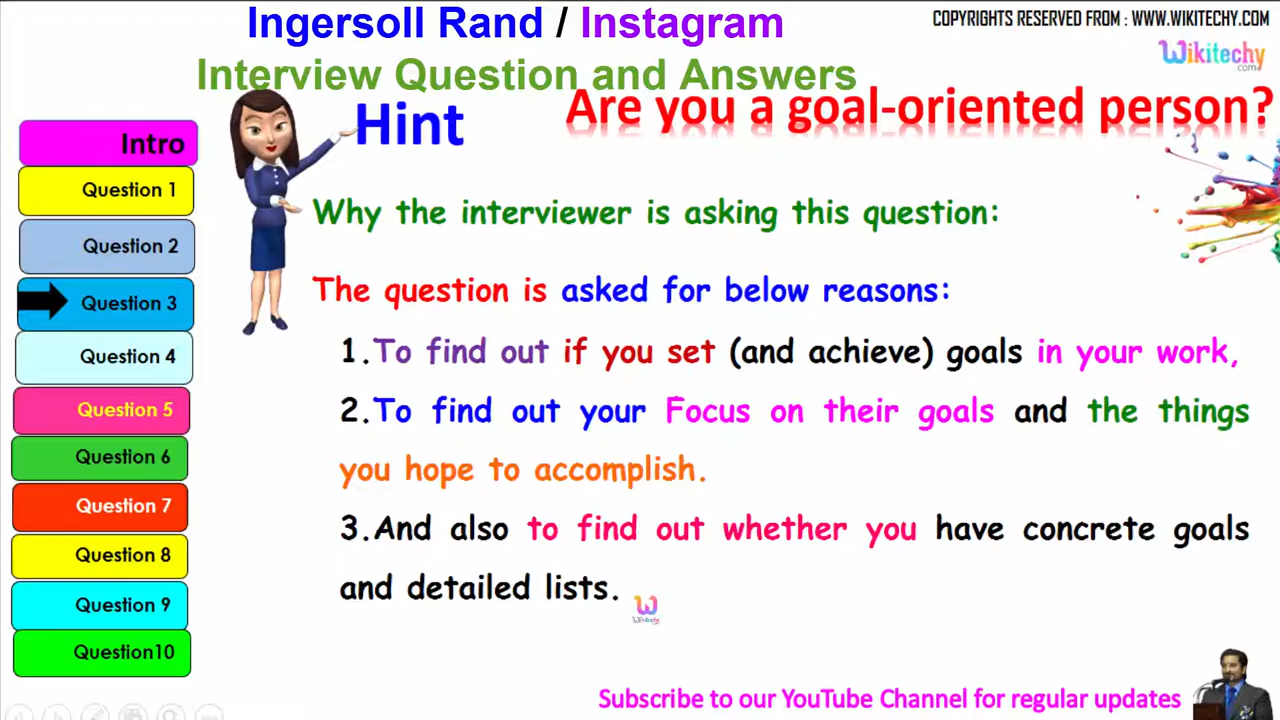 Ingersoll Rand / Instagram
COPYRIGHTS RESERVED FROM : WWW.WIKITECHY.COM
Wikitechy
.com
Interview Question and Answers
Hint
Are you a goal-oriented person?
Intro
Question 1
Question 2
Question 3
Question 4
Question 5
Question 6
Question 7
Question 8
Question 9
Question10
Why the interviewer is asking this question:
The question is asked for below reasons:
1.To find out if you set (and achieve) goals in your work,
2.To find out your Focus on their goals and the things
you hope to accomplish.
3.And also to find out whether you have concrete goals
and detailed lists.
W
Wikitechy
Subscribe to our YouTube Channel for regular updates